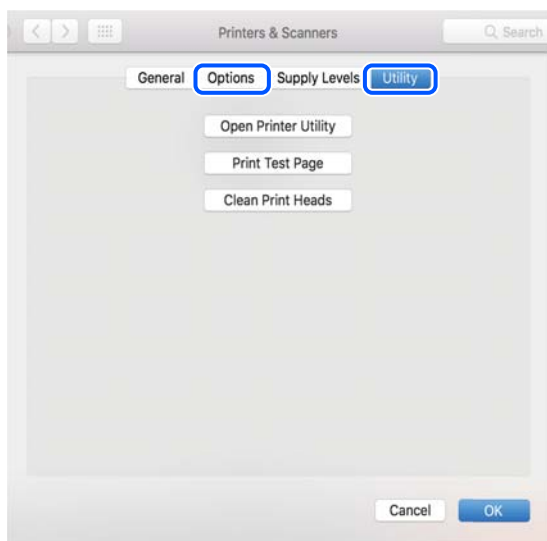 Printers & Scanners Search
General Options Supply Levels Utility
Open Printer Utility
Print Test Page
Clean Print Heads
Cancel OK